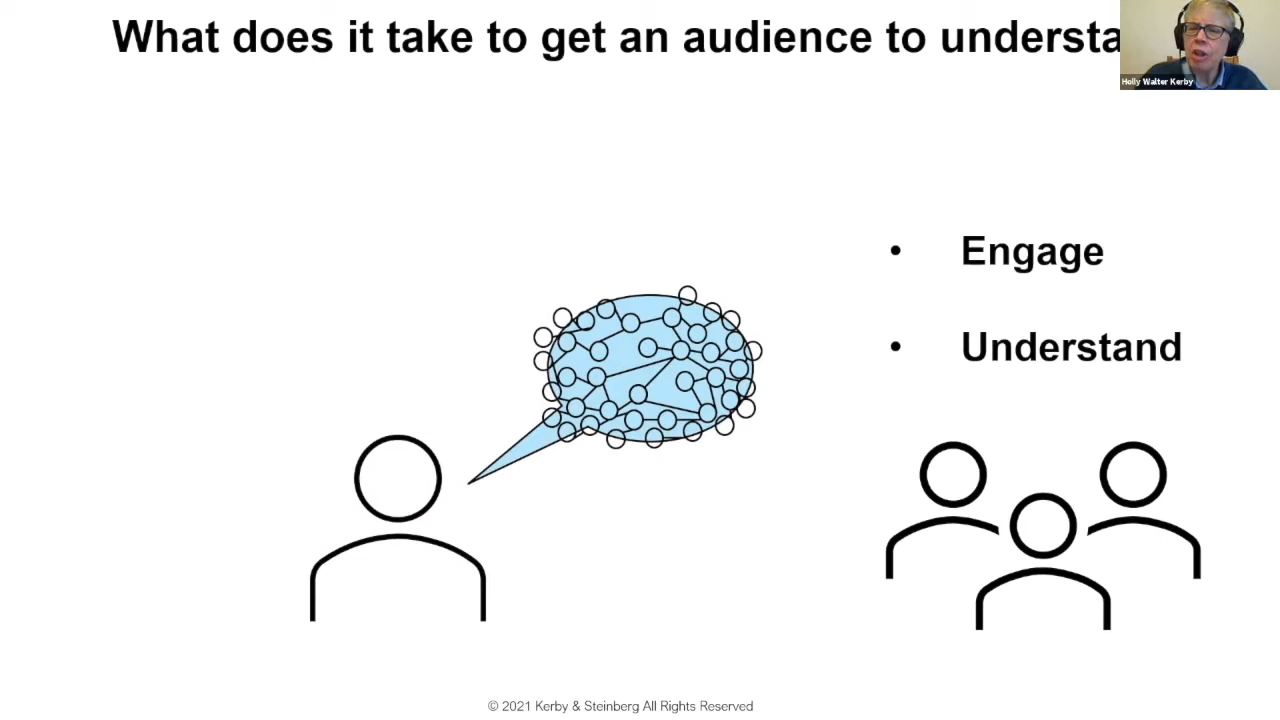 What does it take to get an audience to understa
Holly Walter Kerby
• Engage
• Understand
© 2021 Kerby & Steinberg All Rights Reserved